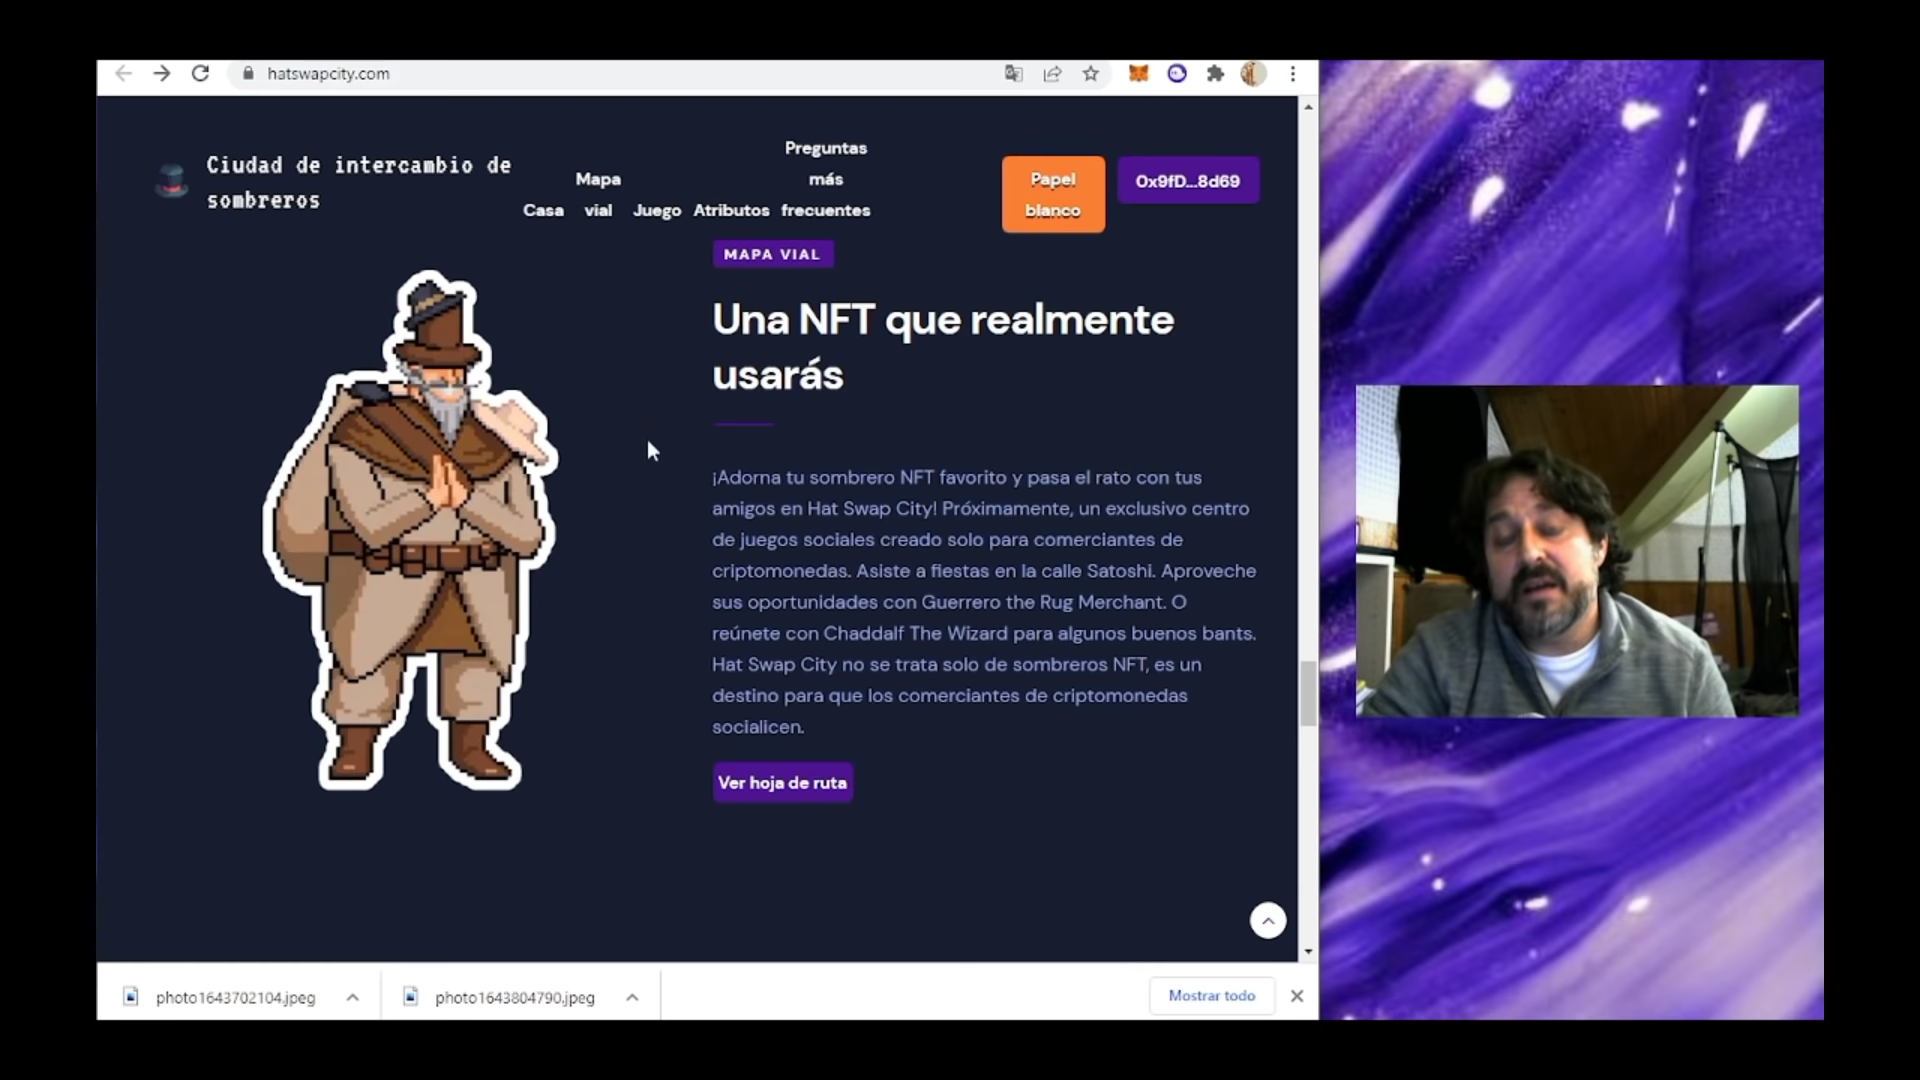 hatswapcity.com
Ciudad de intercambio de
sombreros
Casa
Mapa
vial
Juego
Atributos
Preguntas
más
frecuentes
Papel
blanco
0x9fD...8d69
MAPA VIAL
Una NFT que realmente
usarás
¡Adorna tu sombrero NFT favorito y pasa el rato con tus
amigos en Hat Swap City! Próximamente, un exclusivo centro
de juegos sociales creado solo para comerciantes de
criptomonedas. Asiste a fiestas en la calle Satoshi. Aproveche
sus oportunidades con Guerrero the Rug Merchant. O
reúnete con Chaddalf The Wizard para algunos buenos bants.
Hat Swap City no se trata solo de sombreros NFT, es un
destino para que los comerciantes de criptomonedas
socialicen.
Ver hoja de ruta
photo1643702104.jpeg
photo1643804790.jpeg
Mostrar todo